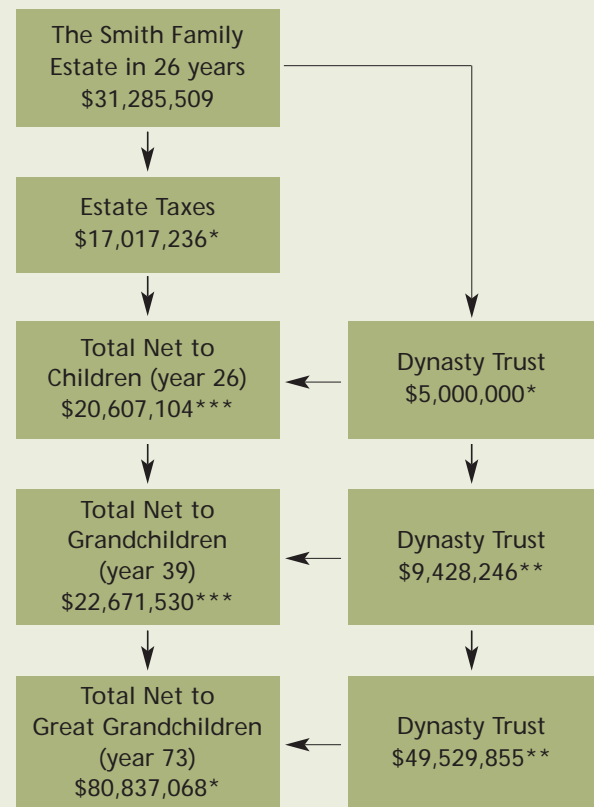 The Smith Family
Estate in 26 years
$31,285,509
Estate Taxes
$17,017,236*
Total Net to
Children (year 26)
$20,607,104***
Dynasty Trust
$5,000,000*
Total Net to
Grandchildren
(year 39)
$22,671,530***
Dynasty Trust
$9,428,246**
Total Net to
Great Grandchildren
(year 73)
$80,837,068*
Dynasty Trust
$49,529,855**